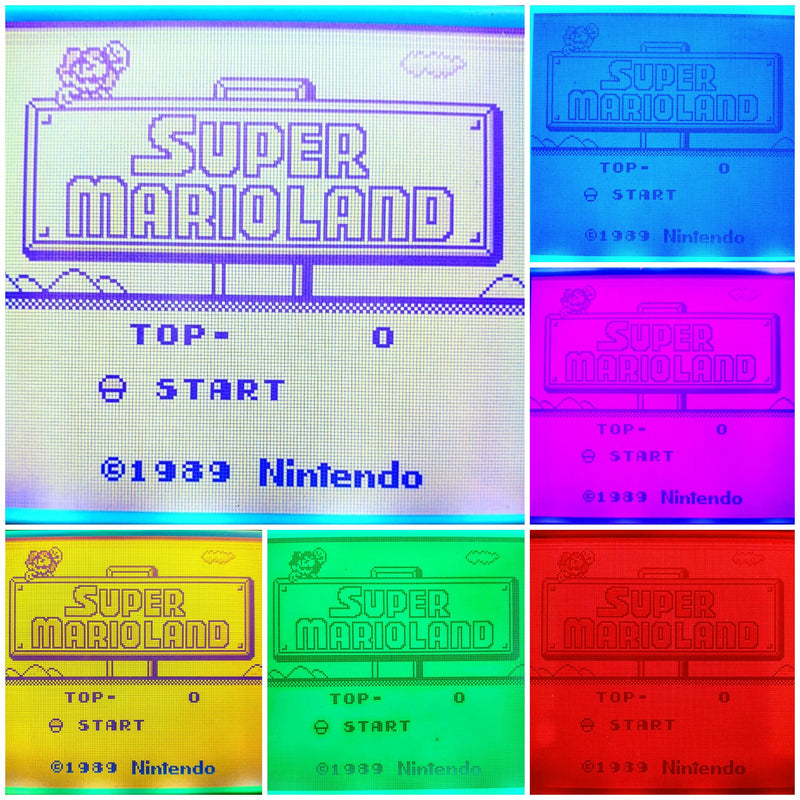 SUPER
MARIOLAND
TOP- 0
START
©1989 Nintendo
SUPER
MARIOLAND
TOP- 0
START
©1989 Nintendo
SUPER
MARIOLAND
TOP- 0
START
©1989 Nintendo
SUPER
MARIOLAND
TOP- 0
START
©1989 Nintendo
SUPER
MARIOLAND
TOP- 0
START
©1989 Nintendo
SUPER
MARIOLAND
TOP- 0
START
©1989 Nintendo